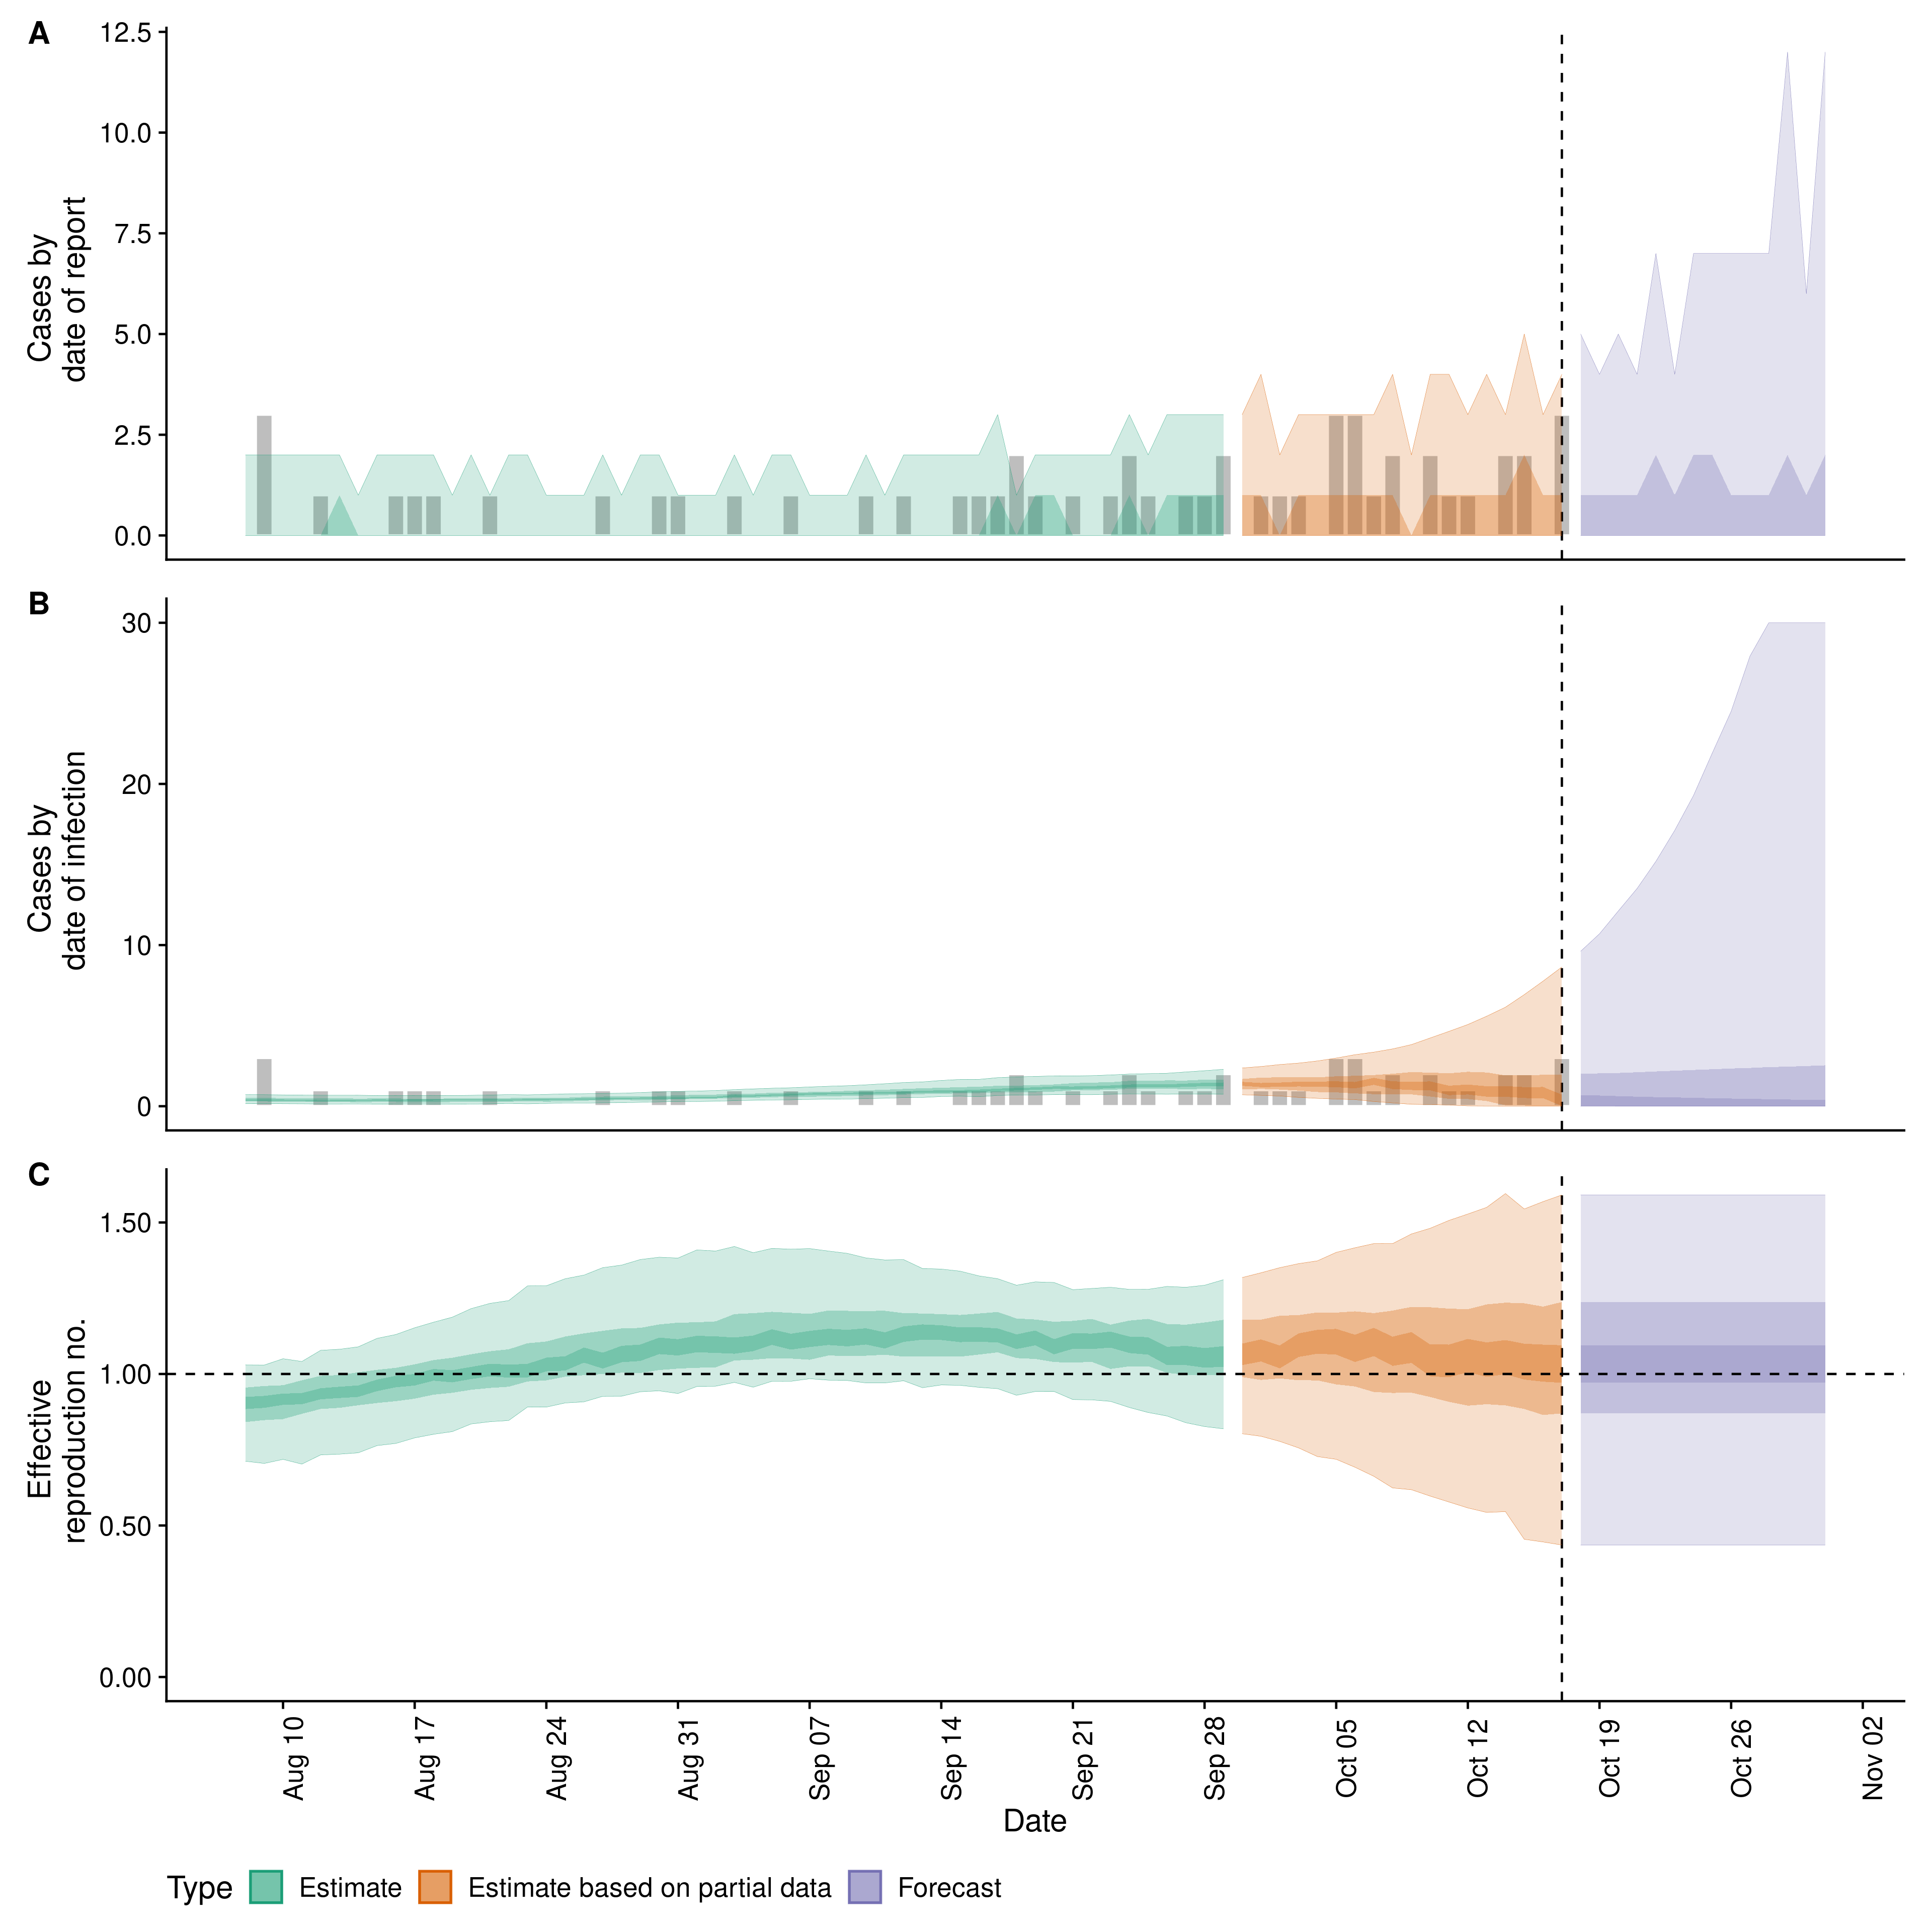 A
12.5
10.0
7.5
5.0
2.5
0.0
Cases by
date of report
B
30
20
10
0
Cases by
date of infection
C
1.50
1.00
0.50
0.00
Effective
reproduction no.
Aug 10
Aug 17
Aug 24
Aug 31
Sep 07
Sep 14
Sep 21
Sep 28
Oct 05
Oct 12
Oct 19
Oct 26
Nov 02
Date
Type Estimate Estimate based on partial data Forecast